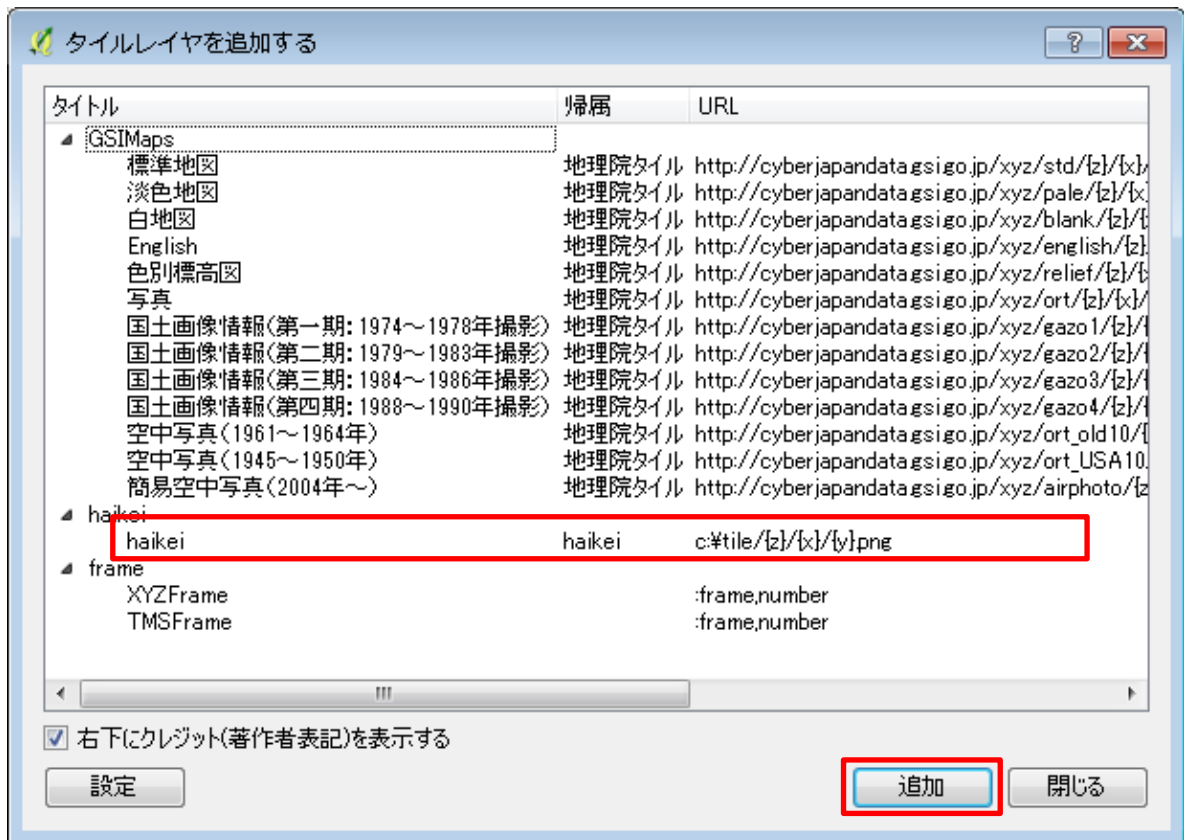 タイルレイヤを追加する
タイトル 帰属 URL
GSIMaps
標準地図 地理院タイル http://cyberjapandata.gsi.go.jp/xyz/std/{z}/{x}/
淡色地図 地理院タイル http://cyberjapandata.gsi.go.jp/xyz/pale/{z}/{x}
白地図 地理院タイル http://cyberjapandata.gsi.go.jp/xyz/blank/{z}/{
English 地理院タイル http://cyberjapandata.gsi.go.jp/xyz/english/{z}
色別標高図 地理院タイル http://cyberjapandata.gsi.go.jp/xyz/relief/{z}/{
写真 地理院タイル http://cyberjapandata.gsi.go.jp/xyz/ort/{z}/{x}/
国土画像情報(第一期: 1974～1978年撮影) 地理院タイル http://cyberjapandata.gsi.go.jp/xyz/gazo1/{z}/{
国土画像情報(第二期: 1979～1983年撮影) 地理院タイル http://cyberjapandata.gsi.go.jp/xyz/gazo2/{z}/{
国土画像情報(第三期: 1984～1986年撮影) 地理院タイル http://cyberjapandata.gsi.go.jp/xyz/gazo3/{z}/{
国土画像情報(第四期: 1988～1990年撮影) 地理院タイル http://cyberjapandata.gsi.go.jp/xyz/gazo4/{z}/{
空中写真(1961～1964年) 地理院タイル http://cyberjapandata.gsi.go.jp/xyz/ort_old10/{
空中写真(1945～1950年) 地理院タイル http://cyberjapandata.gsi.go.jp/xyz/ort_USA10
簡易空中写真(2004年～) 地理院タイル http://cyberjapandata.gsi.go.jp/xyz/airphoto/{z
haikei
haikei haikei c:¥tile/{z}/{x}/{y}.png
frame
XYZFrame :frame,number
TMSFrame :frame,number
右下にクレジット(著作者表記)を表示する
設定 追加 閉じる